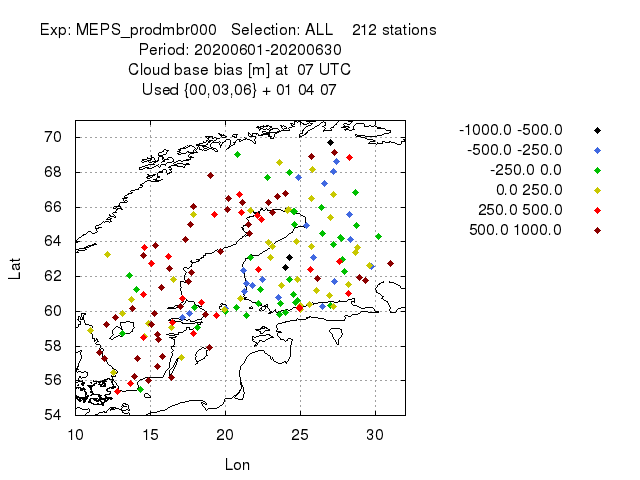 Exp: MEPS_prodmbr000 Selection: ALL 212 stations
Period: 20200601-20200630
Cloud base bias [m] at 07 UTC
Used {00,03,06} + 01 04 07
70
68
66
64
62
60
58
56
54
Lat
10 15 20 25 30
Lon
-1000.0 -500.0
-500.0 -250.0
-250.0 0.0
0.0 250.0
250.0 500.0
500.0 1000.0